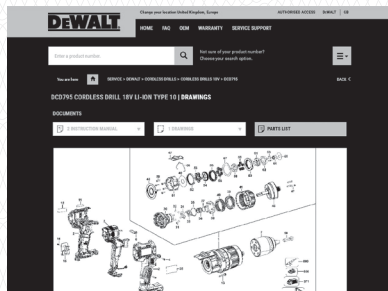 DEWALT
Change your location United Kingdom, Europe
AUTHORISED ACCESS DEWALT GB
HOME FAQ OEM WARRANTY SERVICE SUPPORT
Enter a product number
Not sure of your product number?
Choose your search option.
You are here
SERVICE > DEWALT > CORDLESS DRILLS > CORDLESS DRILLS 18V > DCD795
BACK <
DCD795 CORDLESS DRILL 18V LI-ION TYPE 10 | DRAWINGS
DOCUMENTS
2 INSTRUCTION MANUAL
1 DRAWINGS
PARTS LIST